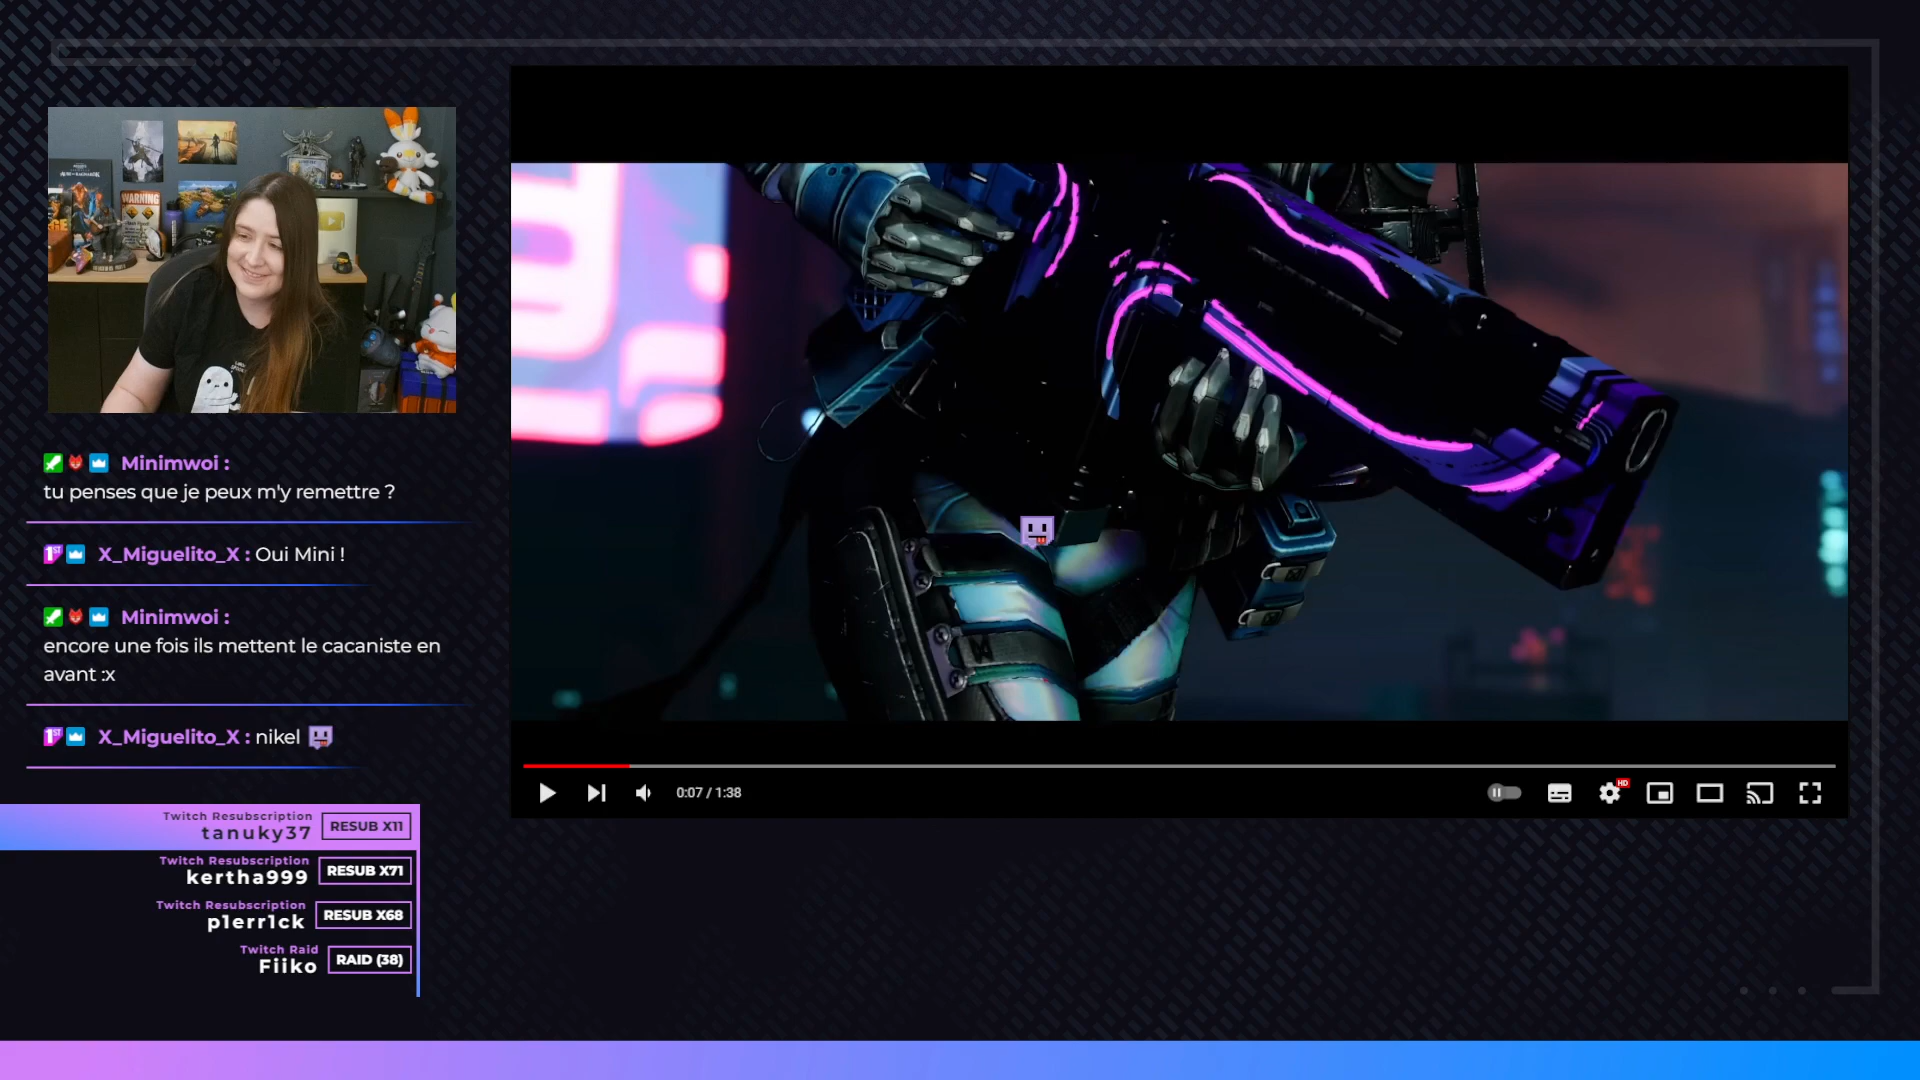 WARNING
Minimwoi :
tu penses que je peux m'y remettre ?
X_Miguelito_X : Oui Mini !
Minimwoi :
encore une fois ils mettent le cacaniste en
avant :x
X_Miguelito_X : nikel
Twitch Resubscription
tanuky37
RESUB X11
Twitch Resubscription
kertha999
RESUB X71
Twitch Resubscription
p1err1ck
RESUB X68
Twitch Raid
Fiiko
RAID (38)
0:07 / 1:38
HD